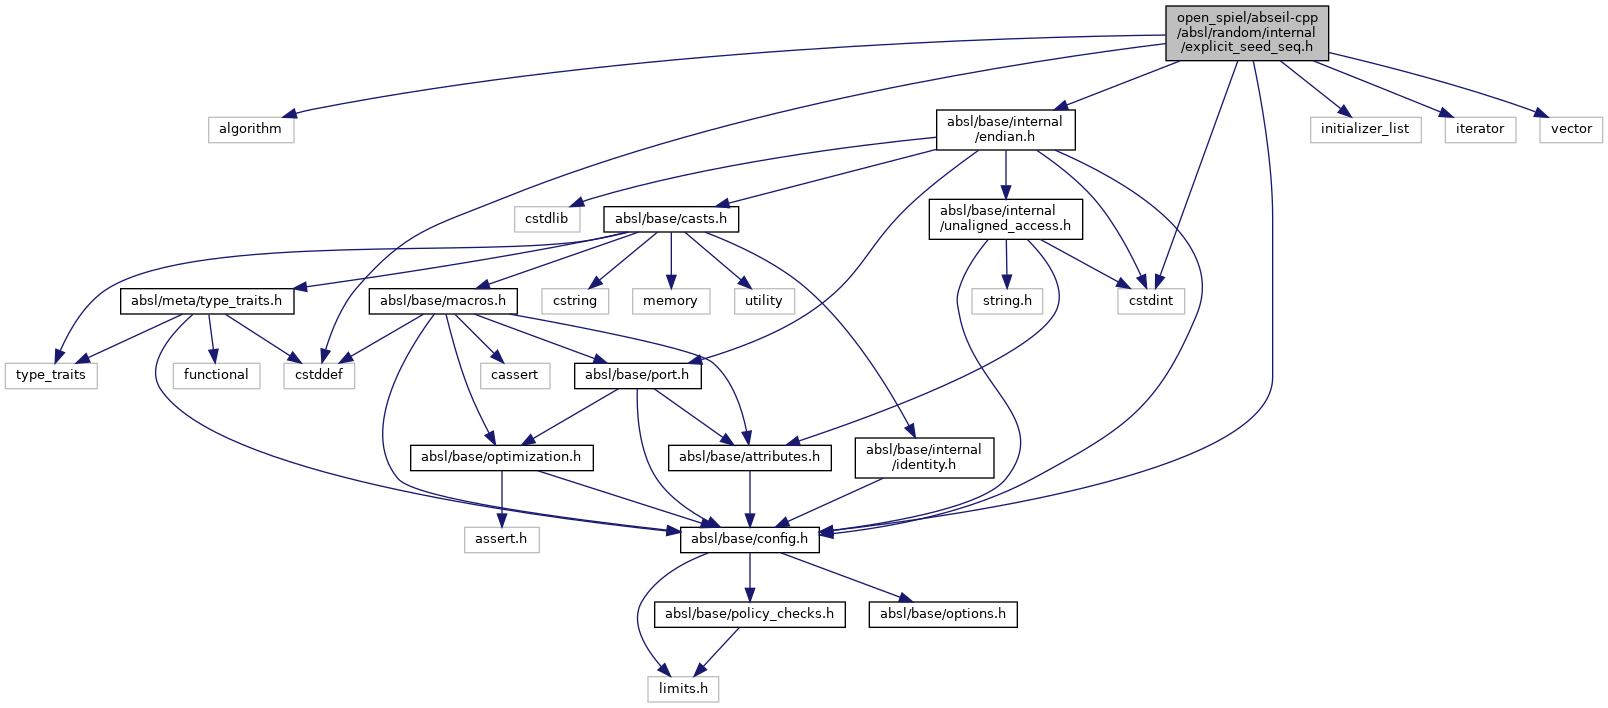 open_spiel/abseil-cpp
/absl/random/internal
/explicit_seed_seq.h
algorithm
absl/base/internal
/endian.h
initializer_list
iterator
vector
cstdlib
absl/base/casts.h
absl/base/internal
/unaligned_access.h
absl/meta/type_traits.h
absl/base/macros.h
cstring
memory
utility
string.h
cstdint
type_traits
functional
cstddef
cassert
absl/base/port.h
absl/base/optimization.h
absl/base/attributes.h
absl/base/internal
/identity.h
assert.h
absl/base/config.h
absl/base/policy_checks.h
absl/base/options.h
limits.h